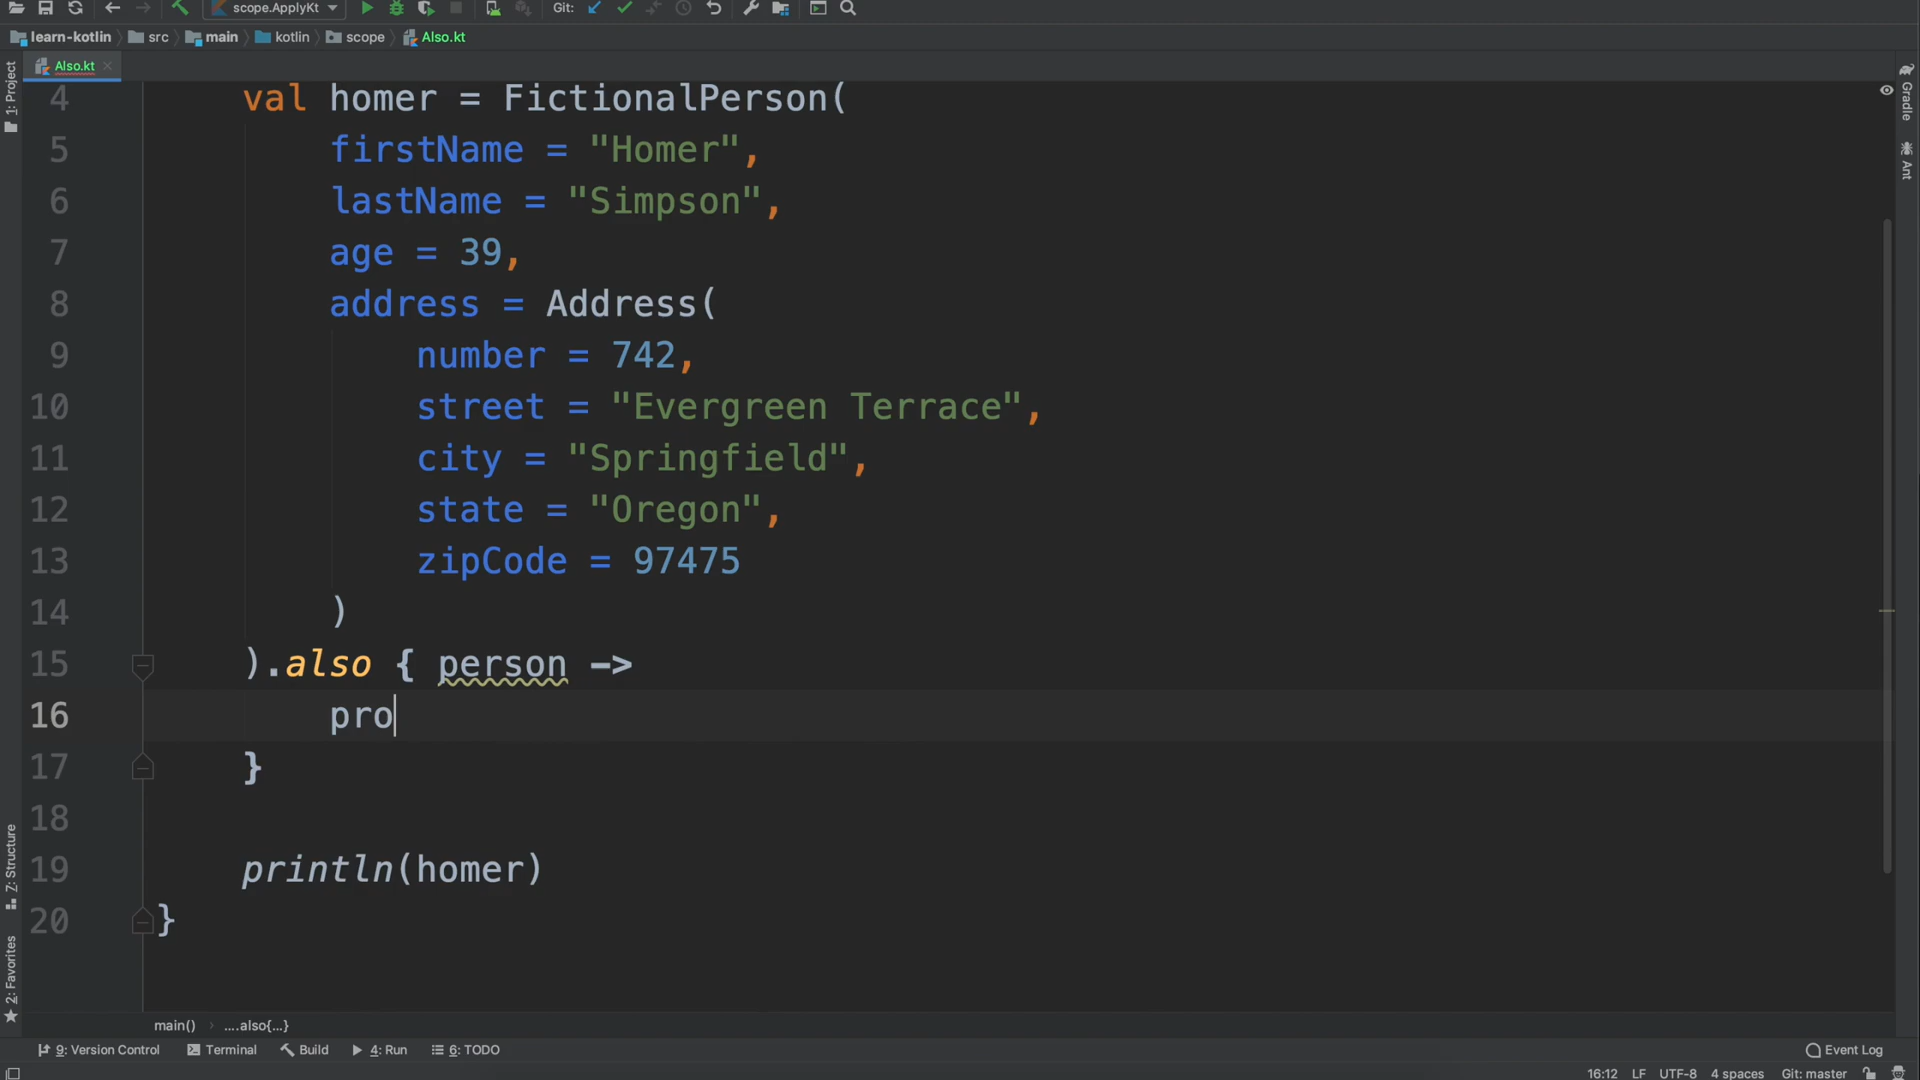 scope.ApplyKt
Git:
learn-kotlin
src
main
kotlin
scope
Also.kt
Also.kt
1: Project
4 val homer = FictionalPerson(
5 firstName = "Homer",
6 lastName = "Simpson",
7 age = 39,
8 address = Address(
9 number = 742,
10 street = "Evergreen Terrace",
11 city = "Springfield",
12 state = "Oregon",
13 zipCode = 97475
14 )
15 ).also { person ->
16 pro
17 }
18
19 println(homer)
20 }
Gradle
Ant
Z: Structure
2: Favorites
main()
....also{...}
9: Version Control
Terminal
Build
4: Run
6: TODO
Event Log
16:12
LF
UTF-8
4 spaces
Git: master